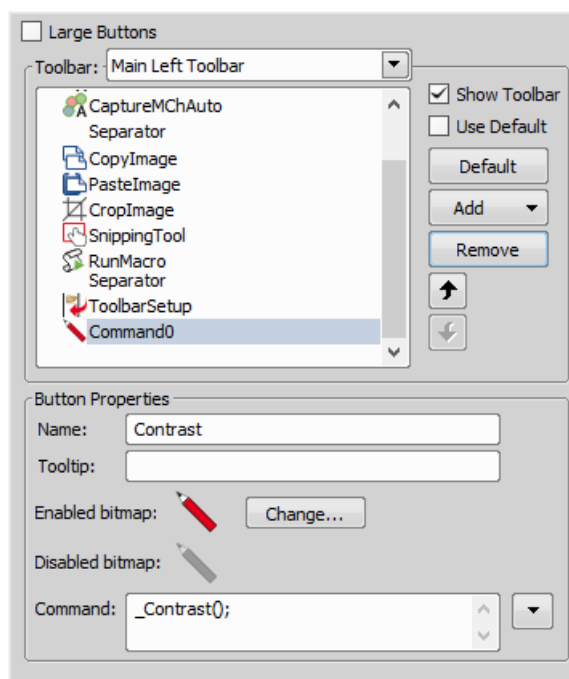 Large Buttons
Toolbar: Main Left Toolbar
CaptureMChAuto
Separator
CopyImage
PasteImage
CropImage
SnippingTool
RunMacro
Separator
ToolbarSetup
Command0
Show Toolbar
Use Default
Default
Add
Remove
Button Properties
Name: Contrast
Tooltip:
Enabled bitmap: Change...
Disabled bitmap:
Command: _Contrast();